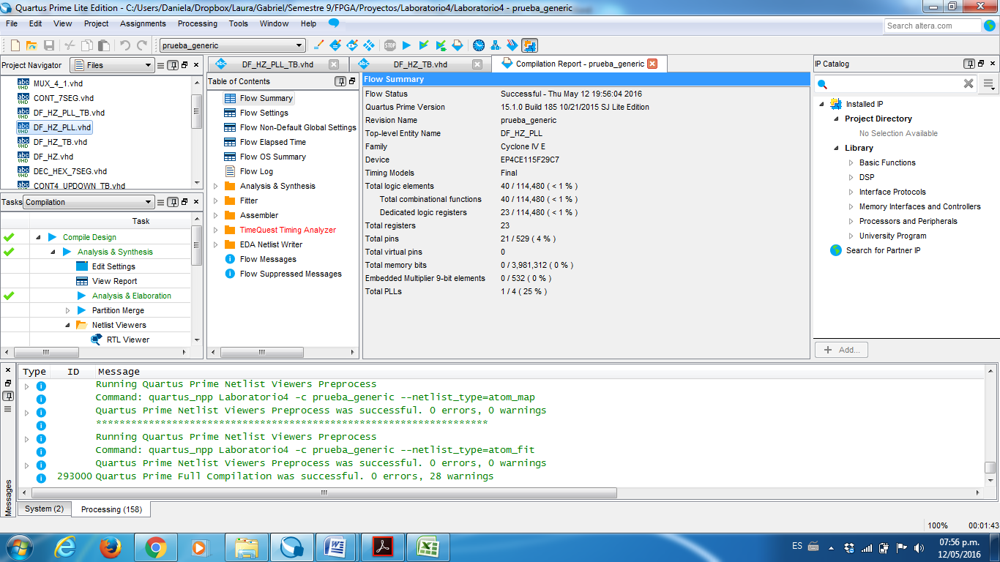 Quartus Prime Lite Edition - C:/Users/Daniela/Dropbox/Laura/Gabriel/Semestre 9/FPGA/Proyectos/Laboratorio4/Laboratorio4 - prueba_generic
File Edit View Project Assignments Processing Tools Window Help
Search altera.com
prueba_generic
Project Navigator Files
MUX_4_1.vhd
CONT_7SEG.vhd
DF_HZ_PLL_TB.vhd
DF_HZ_PLL.vhd
DF_HZ_TB.vhd
DF_HZ.vhd
DEC_HEX_7SEG.vhd
CONT4_UPDOWN_TB.vhd
Tasks Compilation
Task
Compile Design
Analysis & Synthesis
Edit Settings
View Report
Analysis & Elaboration
Partition Merge
Netlist Viewers
RTL Viewer
DF_HZ_PLL_TB.vhd DF_HZ_TB.vhd Compilation Report - prueba_generic
Table of Contents
Flow Summary
Flow Settings
Flow Non-Default Global Settings
Flow Elapsed Time
Flow OS Summary
Flow Log
Analysis & Synthesis
Fitter
Assembler
TimeQuest Timing Analyzer
EDA Netlist Writer
Flow Messages
Flow Suppressed Messages
Flow Summary
Flow Status Successful - Thu May 12 19:56:04 2016
Quartus Prime Version 15.1.0 Build 185 10/21/2015 SJ Lite Edition
Revision Name prueba_generic
Top-level Entity Name DF_HZ_PLL
Family Cyclone IV E
Device EP4CE115F29C7
Timing Models Final
Total logic elements 40 / 114,480 ( < 1 % )
Total combinational functions 40 / 114,480 ( < 1 % )
Dedicated logic registers 23 / 114,480 ( < 1 % )
Total registers 23
Total pins 21 / 529 ( 4 % )
Total virtual pins 0
Total memory bits 0 / 3,981,312 ( 0 % )
Embedded Multiplier 9-bit elements 0 / 532 ( 0 % )
Total PLLs 1 / 4 ( 25 % )
IP Catalog
Installed IP
Project Directory
No Selection Available
Library
Basic Functions
DSP
Interface Protocols
Memory Interfaces and Controllers
Processors and Peripherals
University Program
Search for Partner IP
+ Add...
Type ID Message
Running Quartus Prime Netlist Viewers Preprocess
Command: quartus_npp Laboratorio4 -c prueba_generic --netlist_type=atom_map
Quartus Prime Netlist Viewers Preprocess was successful. 0 errors, 0 warnings
*******************************************************************
Running Quartus Prime Netlist Viewers Preprocess
Command: quartus_npp Laboratorio4 -c prueba_generic --netlist_type=atom_fit
Quartus Prime Netlist Viewers Preprocess was successful. 0 errors, 0 warnings
293000 Quartus Prime Full Compilation was successful. 0 errors, 28 warnings
Messages
System (2) Processing (158)
100% 00:01:43
ES
07:56 p.m.
12/05/2016